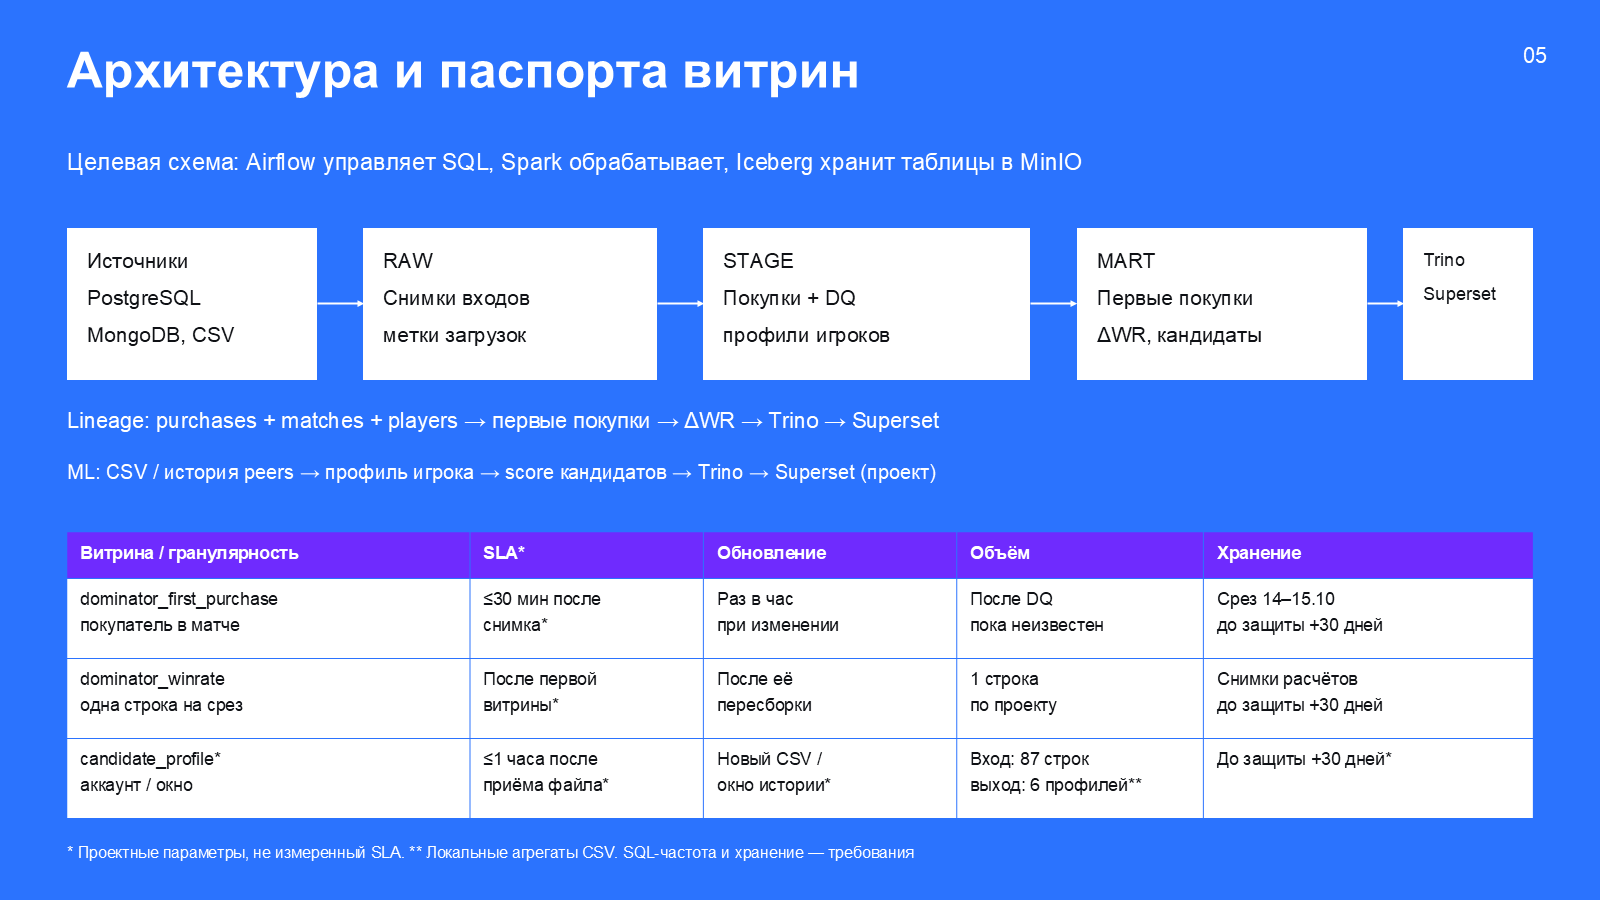 Архитектура и паспорта витрин
05
Целевая схема: Airflow управляет SQL, Spark обрабатывает, Iceberg хранит таблицы в MinIO
Источники
PostgreSQL
MongoDB, CSV
RAW
Снимки входов
метки загрузок
STAGE
Покупки + DQ
профили игроков
MART
Первые покупки
ΔWR, кандидаты
Trino
Superset
Lineage: purchases + matches + players → первые покупки → ΔWR → Trino → Superset
ML: CSV / история peers → профиль игрока → score кандидатов → Trino → Superset (проект)
Витрина / гранулярность SLA* Обновление Объём Хранение
dominator_first_purchase
покупатель в матче
≤30 мин после
снимка*
Раз в час
при изменении
После DQ
пока неизвестен
Срез 14–15.10
до защиты +30 дней
dominator_winrate
одна строка на срез
После первой
витрины*
После её
пересборки
1 строка
по проекту
Снимки расчётов
до защиты +30 дней
candidate_profile*
аккаунт / окно
≤1 часа после
приёма файла*
Новый CSV /
окно истории*
Вход: 87 строк
выход: 6 профилей**
До защиты +30 дней*
* Проектные параметры, не измеренный SLA. ** Локальные агрегаты CSV. SQL-частота и хранение — требования